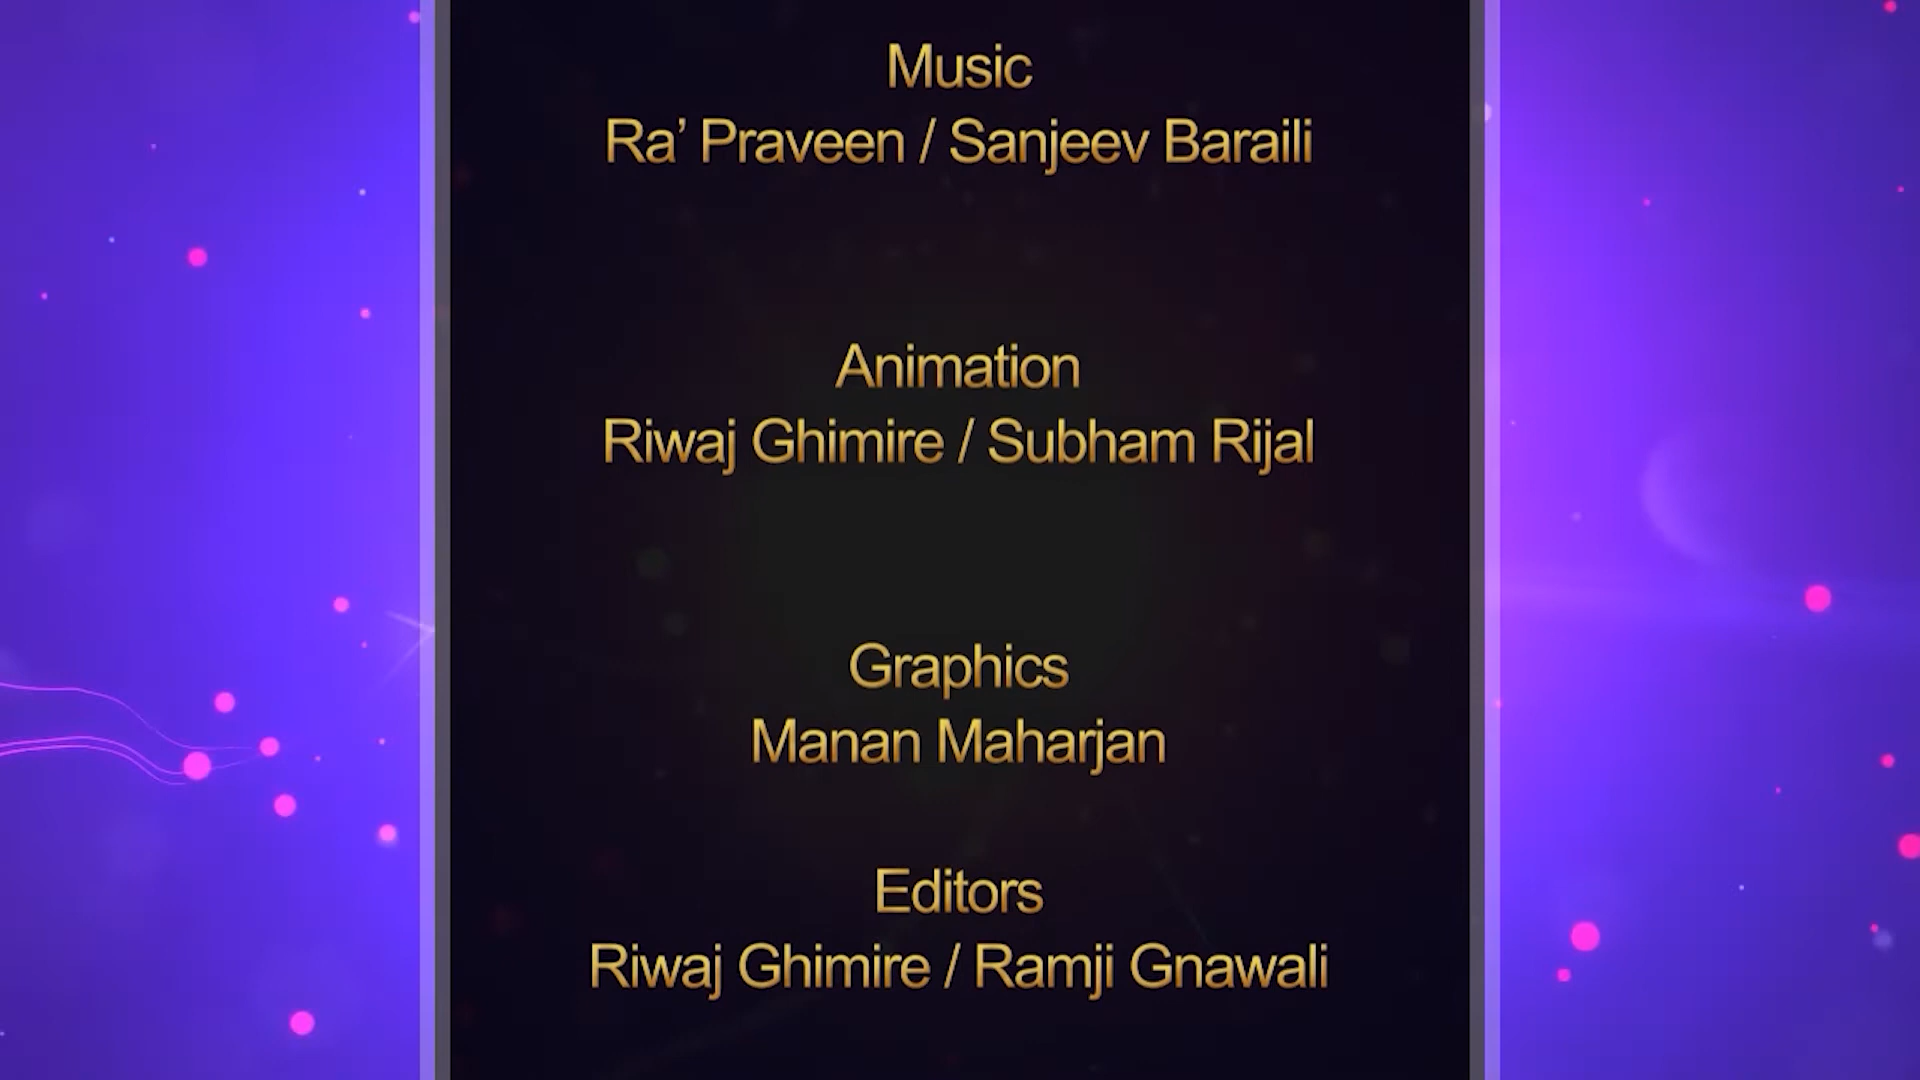 Music
Ra’ Praveen / Sanjeev Baraili
Animation
Riwaj Ghimire / Subham Rijal
Graphics
Manan Maharjan
Editors
Riwaj Ghimire / Ramji Gnawali